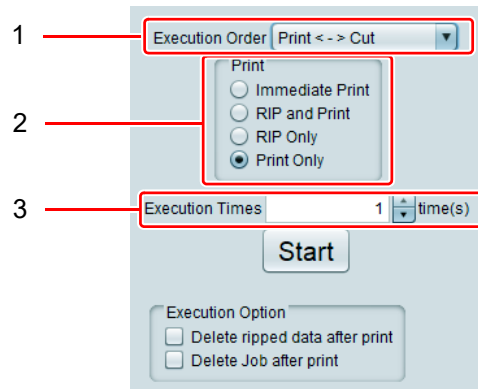 1
Execution Order Print < - > Cut
Print
Immediate Print
2
RIP and Print
RIP Only
Print Only
3
Execution Times 1 time(s)
Start
Execution Option
Delete ripped data after print
Delete Job after print